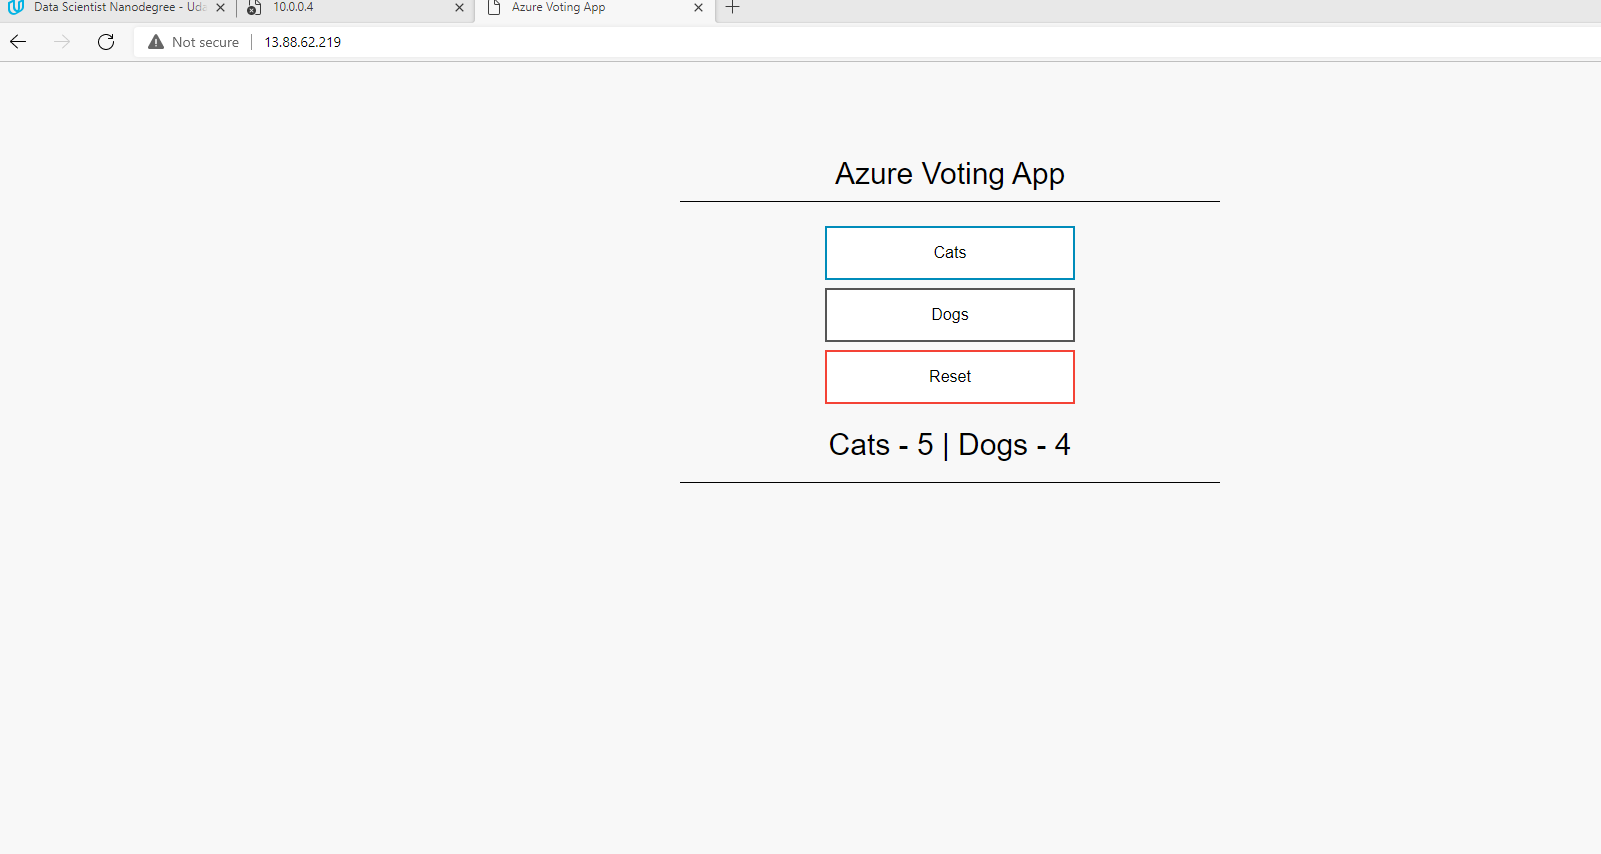 Data Scientist Nanodegree - Uda
10.0.0.4
Azure Voting App
Not secure
13.88.62.219
Azure Voting App
Cats
Dogs
Reset
Cats - 5 | Dogs - 4